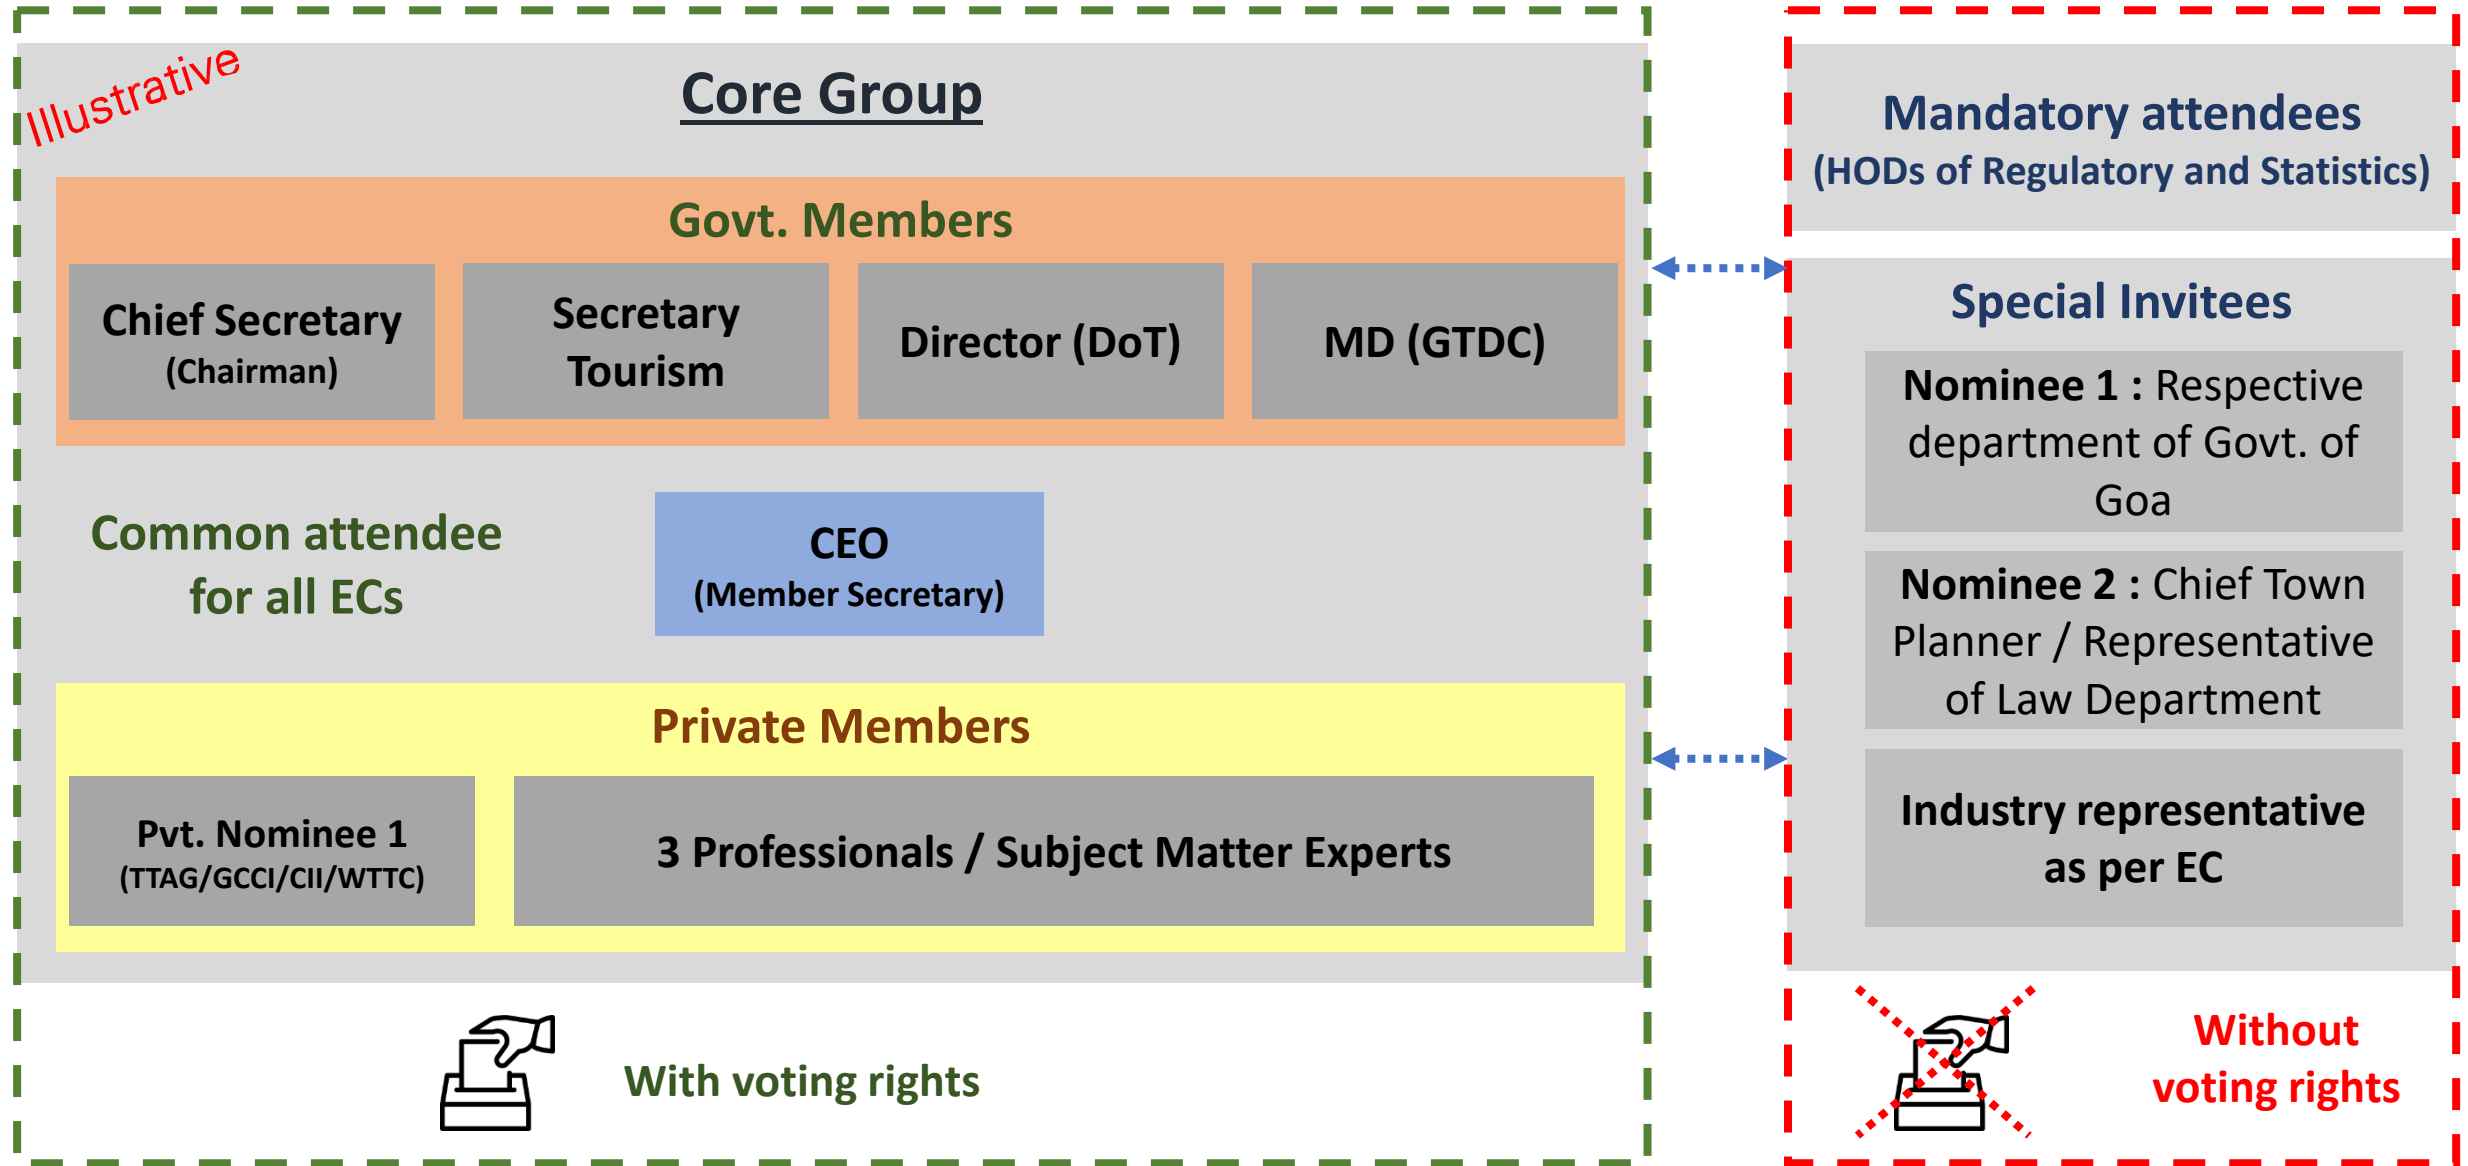 Illustrative
Core Group
Govt. Members
Chief Secretary
(Chairman)
Secretary
Tourism
Director (DoT)
MD (GTDC)
Common attendee
for all ECs
CEO
(Member Secretary)
Private Members
Pvt. Nominee 1
(TTAG/GCCI/CII/WTTC)
3 Professionals / Subject Matter Experts
With voting rights
Mandatory attendees
(HODs of Regulatory and Statistics)
Special Invitees
Nominee 1 : Respective
department of Govt. of
Goa
Nominee 2 : Chief Town
Planner / Representative
of Law Department
Industry representative
as per EC
Without
voting rights